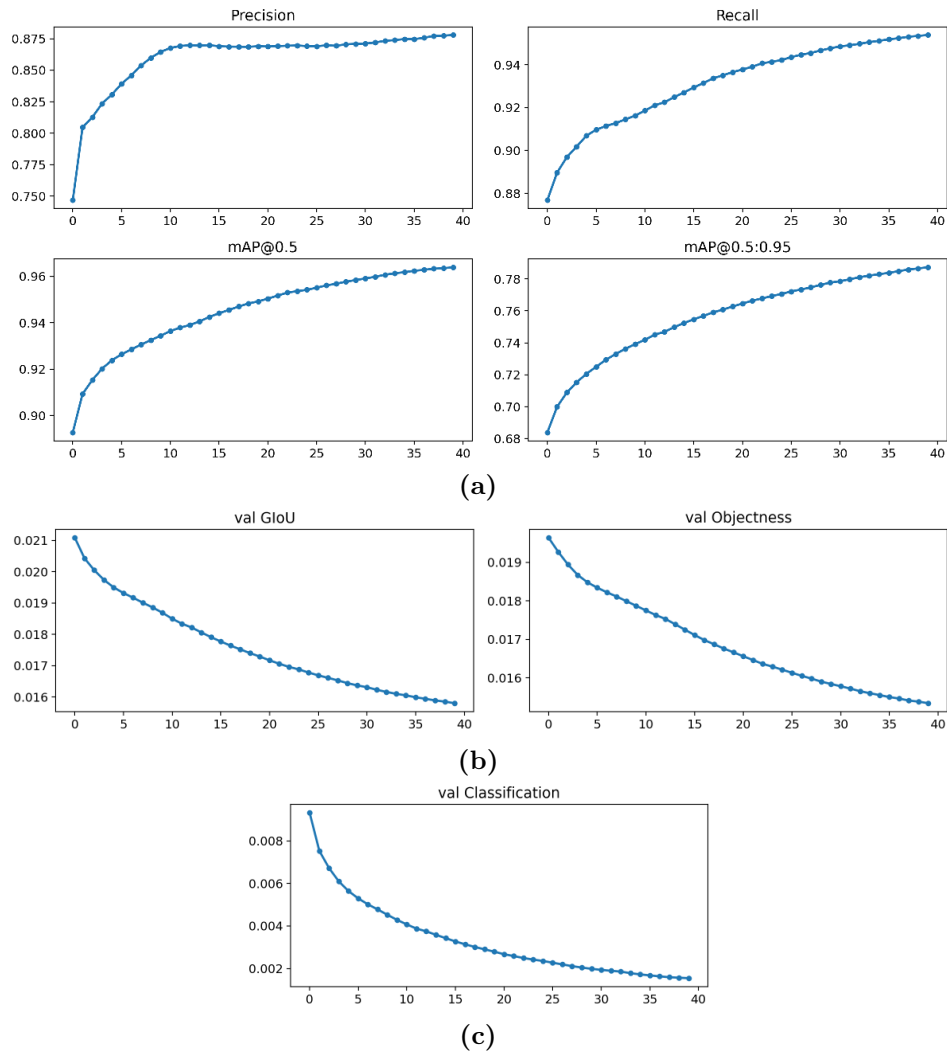 Precision
Recall
0.875
0.850
0.825
0.800
0.775
0.750
0 5 10 15 20 25 30 35 40
0.94
0.92
0.90
0.88
0 5 10 15 20 25 30 35 40
mAP@0.5
mAP@0.5:0.95
0.96
0.94
0.92
0.90
0 5 10 15 20 25 30 35 40
0.78
0.76
0.74
0.72
0.70
0.68
0 5 10 15 20 25 30 35 40
(a)
val GIoU
val Objectness
0.021
0.020
0.019
0.018
0.017
0.016
0 5 10 15 20 25 30 35 40
0.019
0.018
0.017
0.016
0 5 10 15 20 25 30 35 40
(b)
val Classification
0.008
0.006
0.004
0.002
0 5 10 15 20 25 30 35 40
(c)